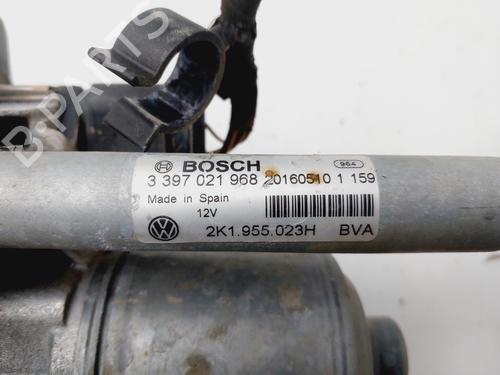 B-PARTS
BOSCH 964
3 397 021 968 20160510 1 159
Made in Spain
12V
2K1.955.023H BVA